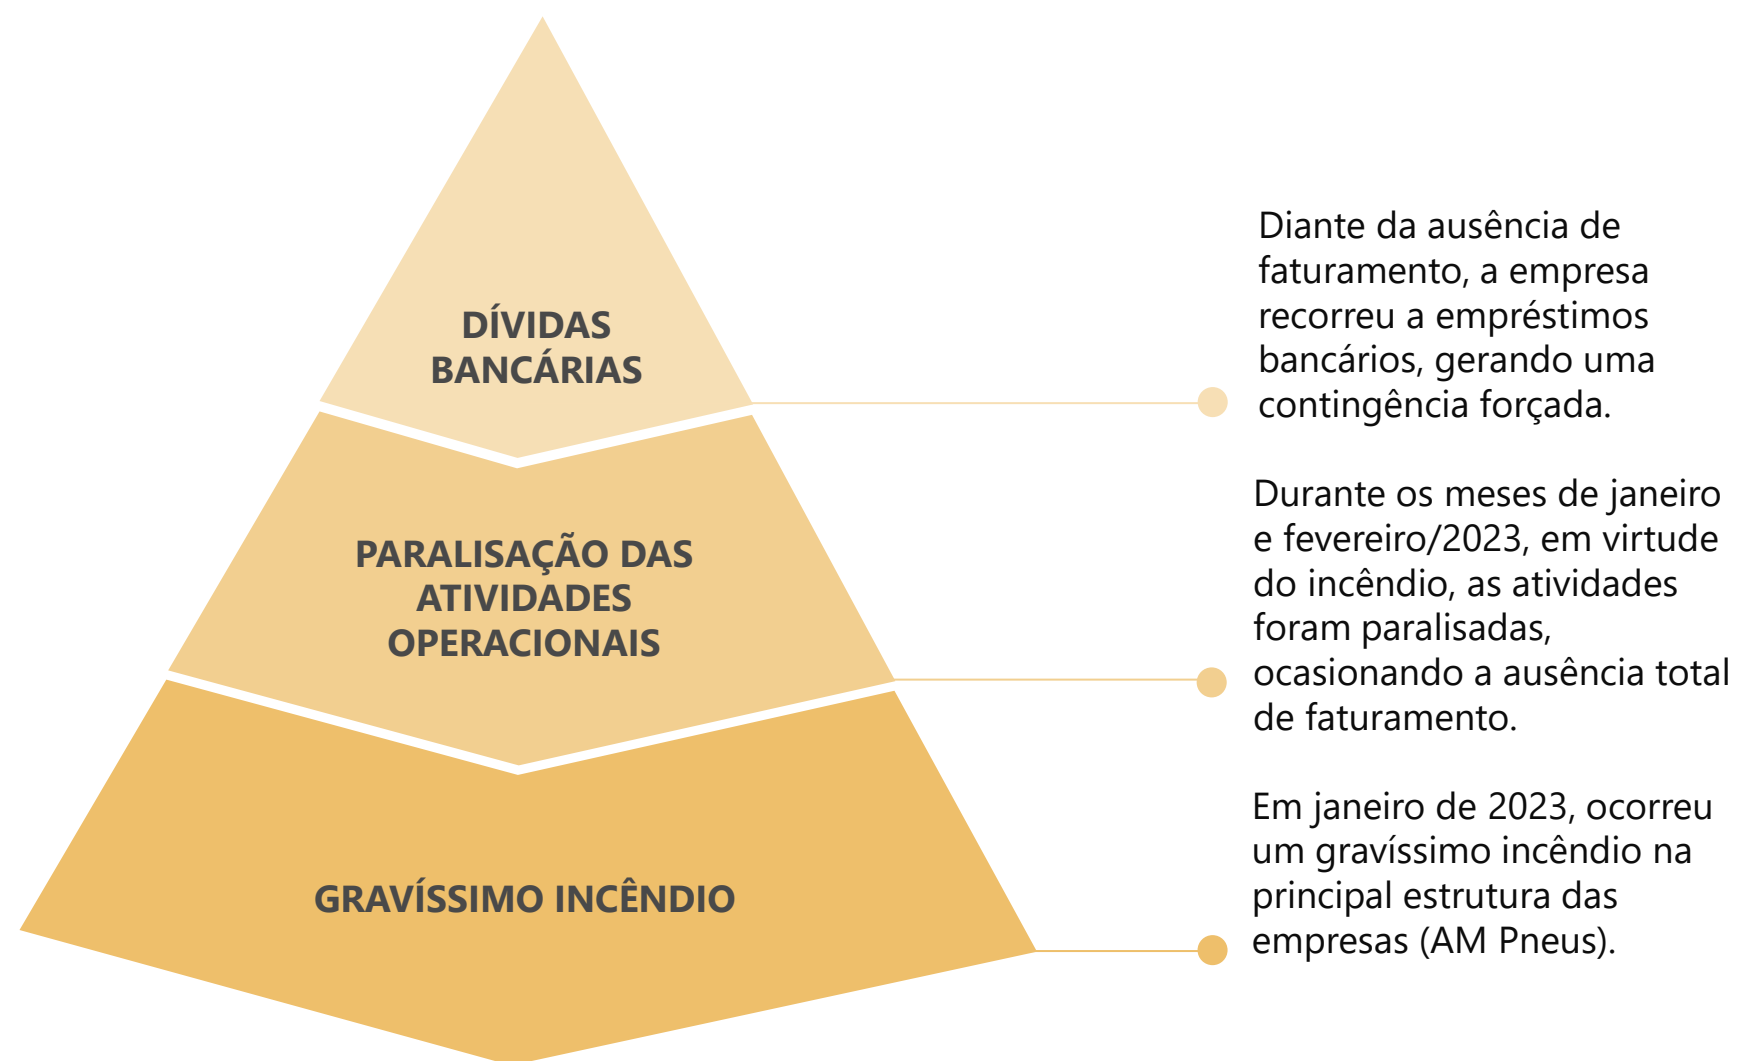 DÍVIDAS
BANCÁRIAS
Diante da ausência de
faturamento, a empresa
recorreu a empréstimos
bancários, gerando uma
contingência forçada.
PARALISAÇÃO DAS
ATIVIDADES
OPERACIONAIS
Durante os meses de janeiro
e fevereiro/2023, em virtude
do incêndio, as atividades
foram paralisadas,
ocasionando a ausência total
de faturamento.
GRAVÍSSIMO INCÊNDIO
Em janeiro de 2023, ocorreu
um gravíssimo incêndio na
principal estrutura das
empresas (AM Pneus).